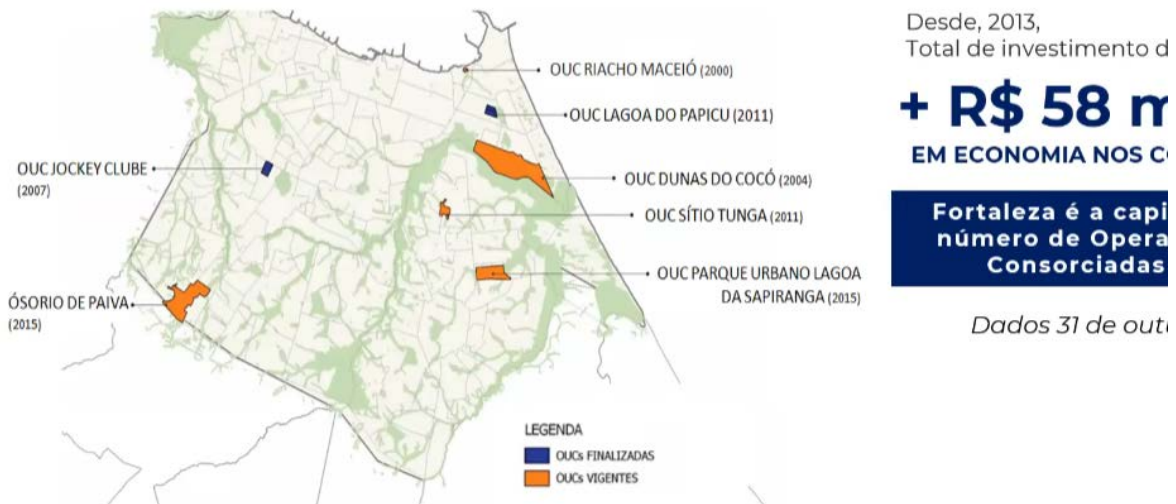 OUC RIACHO MACEIÓ (2000)
OUC LAGOA DO PAPICU (2011)
OUC JOCKEY CLUBE
(2007)
OUC DUNAS DO COCÓ (2004)
OUC SÍTIO TUNGA (2011)
OUC PARQUE URBANO LAGOA
DA SAPIRANGA (2015)
ÓSORIO DE PAIVA
(2015)
LEGENDA
OUCs FINALIZADAS
OUCs VIGENTES
Desde, 2013,
Total de investimento d
+ R$ 58 m
EM ECONOMIA NOS C
Fortaleza é a capi
número de Opera
Consorciadas
Dados 31 de out